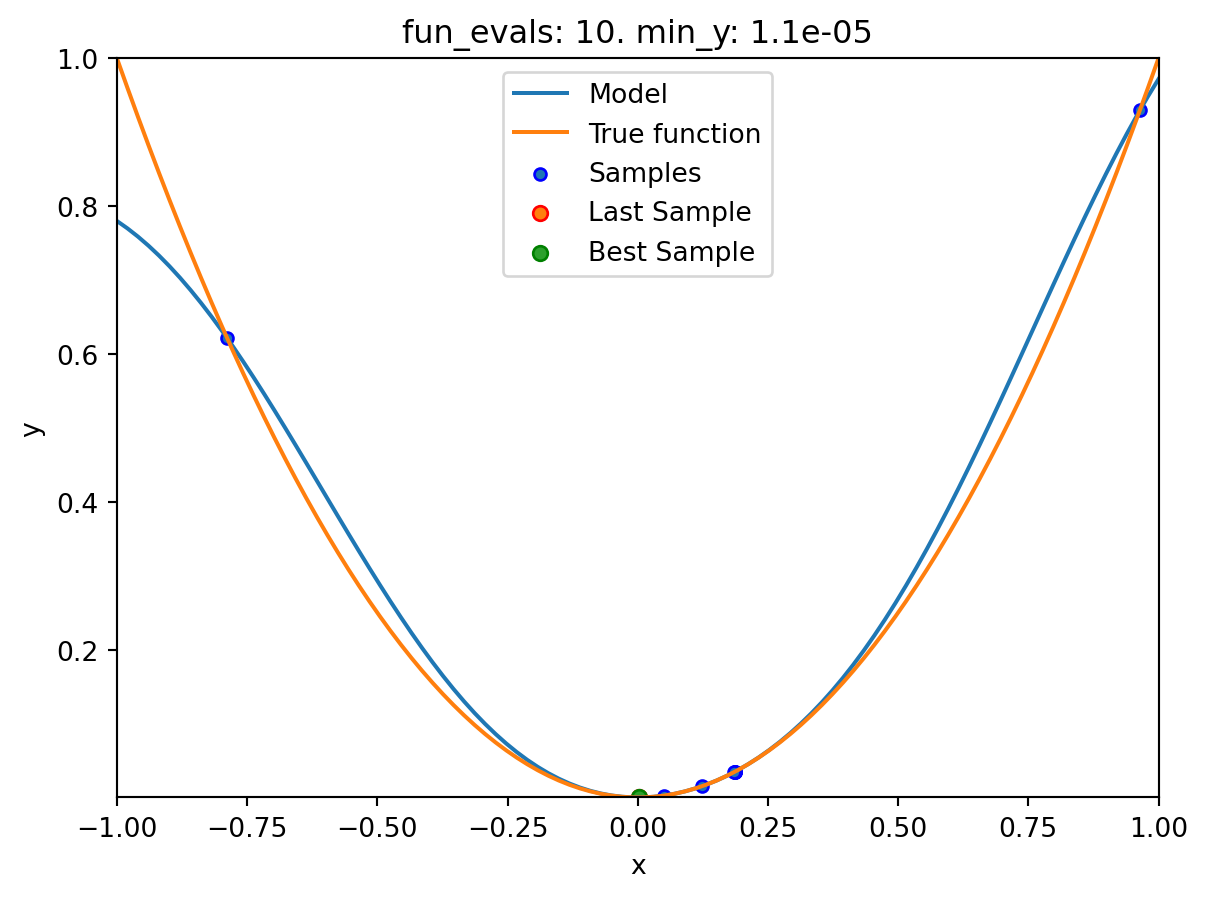 fun_evals: 10. min_y: 1.1e-05
1.0
0.8
0.6
0.4
0.2
y
Model
True function
Samples
Last Sample
Best Sample
−1.00 −0.75 −0.50 −0.25 0.00 0.25 0.50 0.75 1.00
x